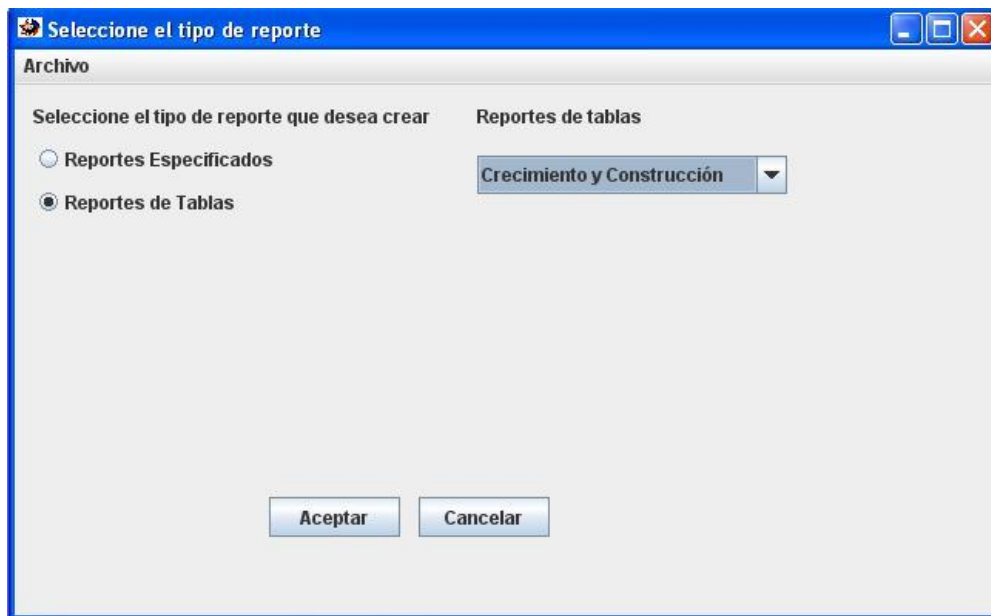 Seleccione el tipo de reporte
Archivo
Seleccione el tipo de reporte que desea crear
Reportes Especificados
Reportes de Tablas
Reportes de tablas
Crecimiento y Construcción
Aceptar
Cancelar